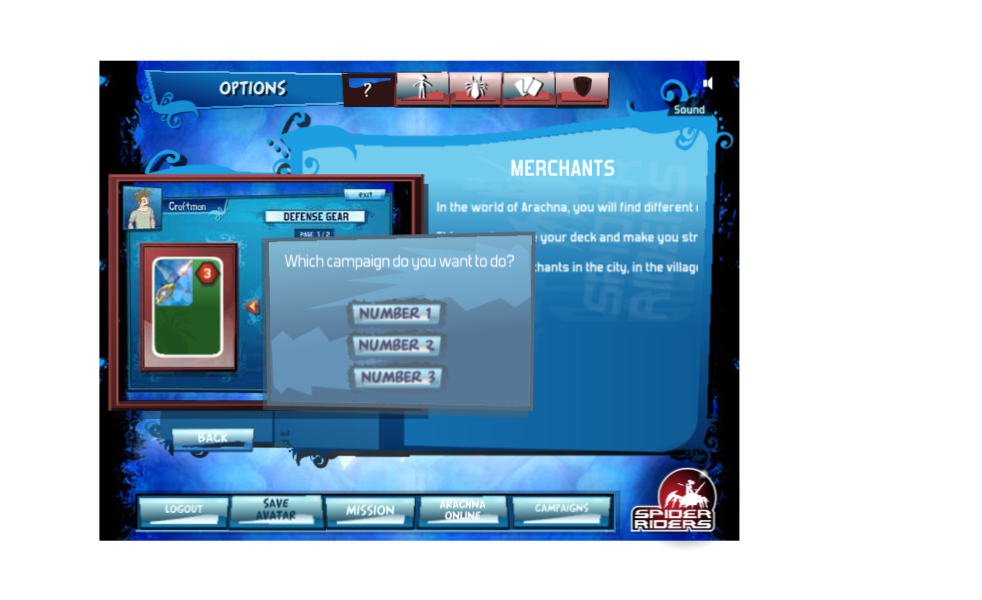 OPTIONS
?
Sound
MERCHANTS
In the world of Arachna, you will find different
your deck and make you str
chants in the city, in the village
Craftman
exit
DEFENSE GEAR
PAGE 1/2
3
Which campaign do you want to do?
NUMBER 1
NUMBER 2
NUMBER 3
BACK
LOGOUT
SAVE
AVATAR
MISSION
ARACHNA
ONLINE
CAMPAIGNS
SPIDER
RIDERS